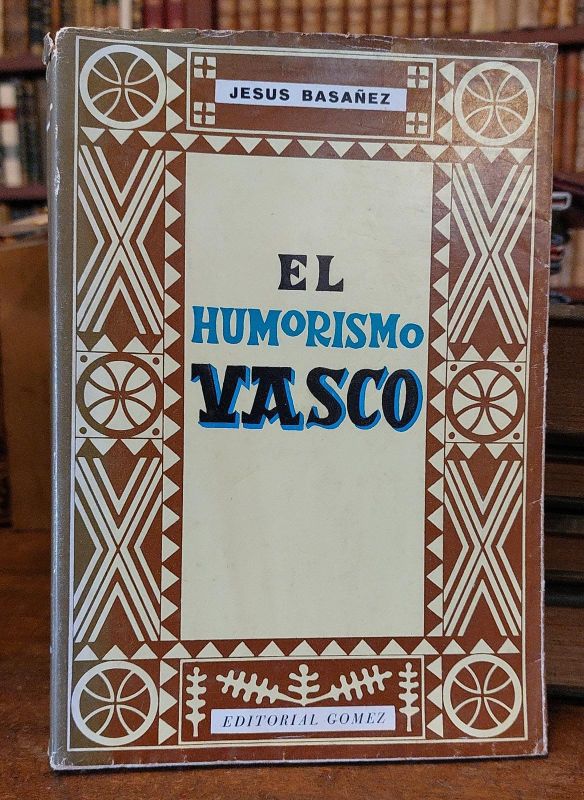 JESUS BASAÑEZ
EL
HUMORISMO
VASCO
EDITORIAL GOMEZ